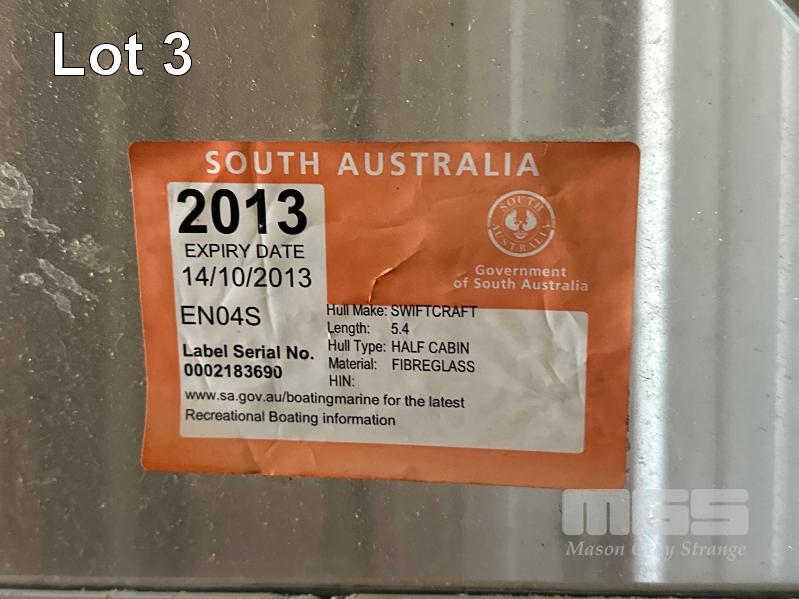 Lot 3
SOUTH AUSTRALIA
2013
EXPIRY DATE
14/10/2013
EN04S
Label Serial No.
0002183690
SOUTH AUSTRALIA
Government
of South Australia
Hull Make: SWIFTCRAFT
Length: 5.4
Hull Type: HALF CABIN
Material: FIBREGLASS
HIN:
www.sa.gov.au/boatingmarine for the latest
Recreational Boating information
MGS
Mason Gray Strange